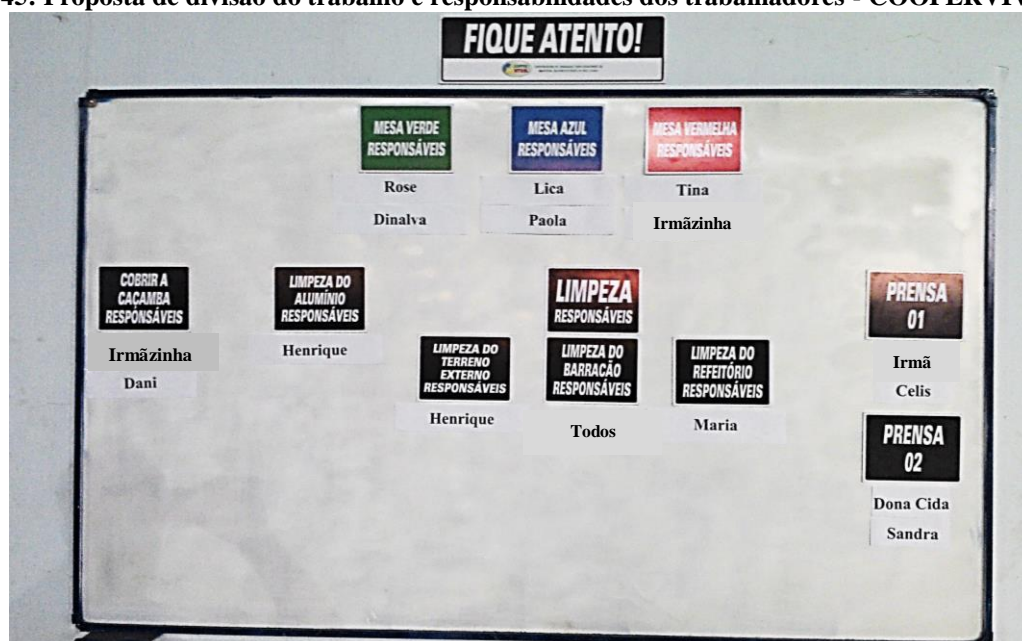 45: Proposta de divisão do trabalho e responsabilidades dos trabalhadores - COOPERVIV
FIQUE ATENTO!
MESA VERDE
RESPONSÁVEIS
Rose
Dinalva
MESA AZUL
RESPONSÁVEIS
Lica
Paola
MESA VERMELHA
RESPONSÁVEIS
Tina
Irmãzinha
COBRIR A
CAÇAMBA
RESPONSÁVEIS
Irmãzinha
Dani
LIMPEZA DO
ALUMÍNIO
RESPONSÁVEIS
Henrique
LIMPEZA
RESPONSÁVEIS
LIMPEZA DO
TERRENO
EXTERNO
RESPONSÁVEIS
Henrique
LIMPEZA DO
BARRACÃO
RESPONSÁVEIS
Todos
LIMPEZA DO
REFEITÓRIO
RESPONSÁVEIS
Maria
PRENSA
01
Irmã
Celis
PRENSA
02
Dona Cida
Sandra